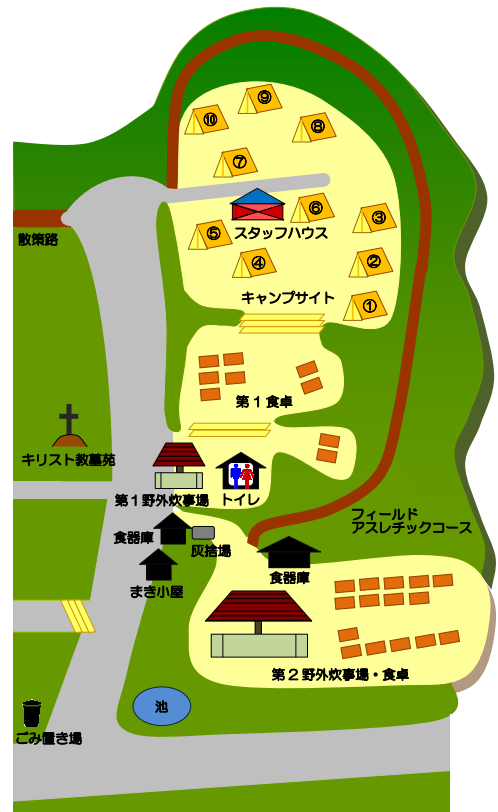 ⑨
⑩
⑧
⑦
⑥
③
⑤
スタッフハウス
散策路
②
④
キャンプサイト
①
第1食卓
キリスト教墓苑
第1野外炊事場
トイレ
フィールド
アスレチックコース
食器庫
灰捨場
食器庫
まき小屋
第2野外炊事場・食卓
池
ごみ置き場